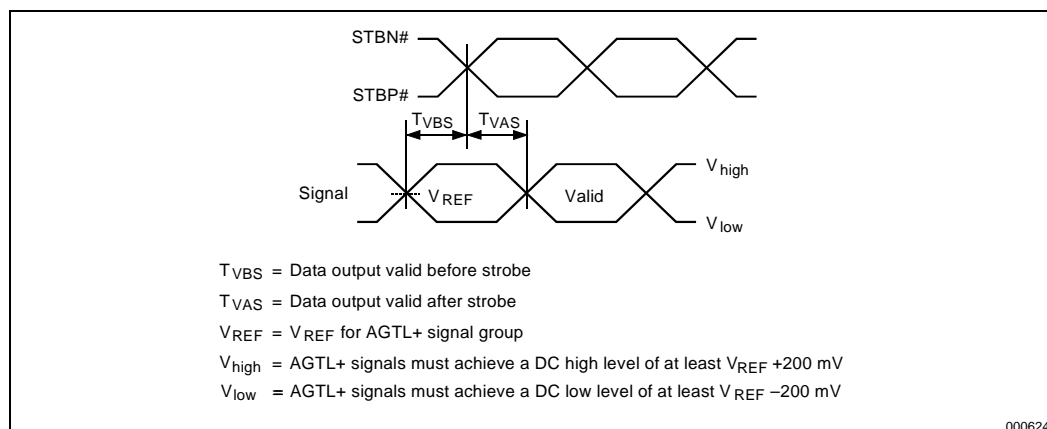 STBN#
STBP#
TVBS TVAS
Signal VREF Valid Vhigh
Vlow
TVBS = Data output valid before strobe
TVAS = Data output valid after strobe
VREF = VREF for AGTL+ signal group
Vhigh = AGTL+ signals must achieve a DC high level of at least VREF +200 mV
Vlow = AGTL+ signals must achieve a DC low level of at least VREF –200 mV
000624